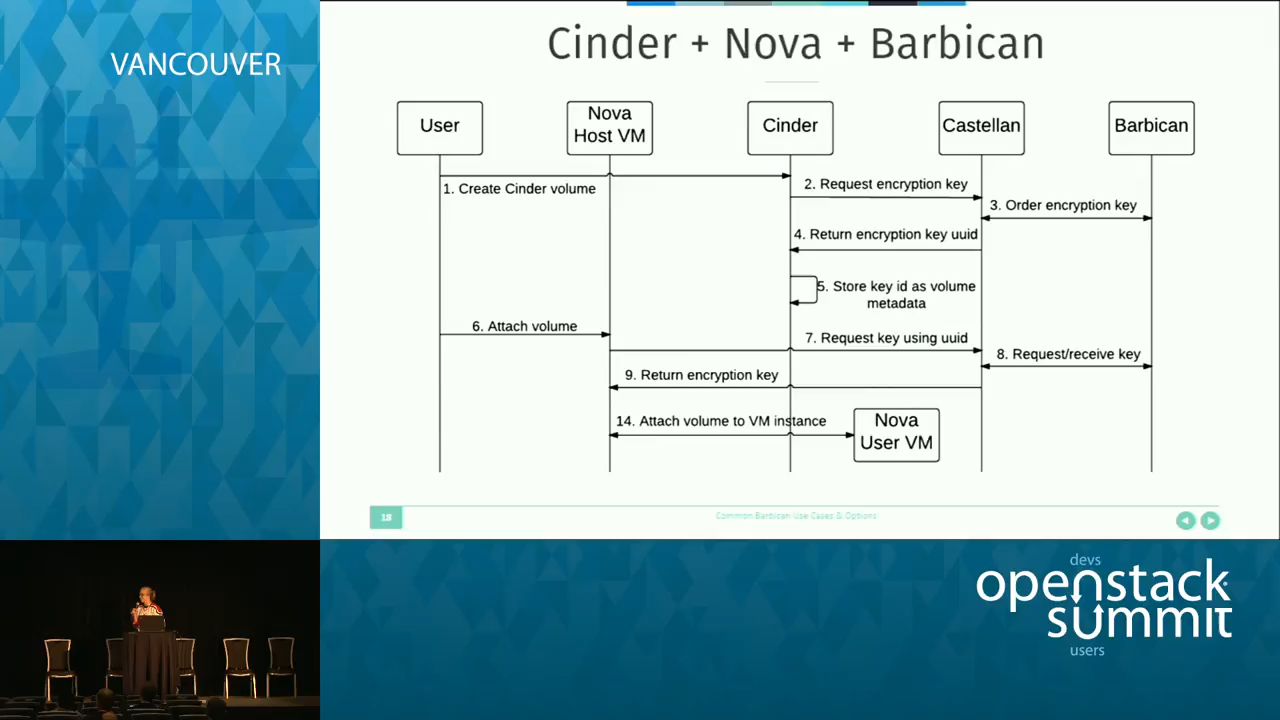 VANCOUVER
Cinder + Nova + Barbican
User
Nova
Host VM
Cinder
Castellan
Barbican
1. Create Cinder volume
2. Request encryption key
3. Order encryption key
4. Return encryption key uuid
5. Store key id as volume
metadata
6. Attach volume
7. Request key using uuid
8. Request/receive key
9. Return encryption key
14. Attach volume to VM instance
Nova
User VM
18
Common Barbican Use Cases & Options
devs
openstack
summit
users